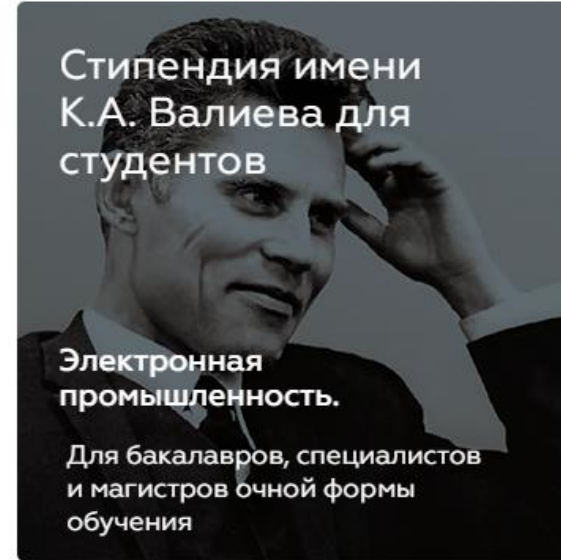 Стипендия имени
К.А. Валиева для
студентов
Электронная
промышленность.
Для бакалавров, специалистов
и магистров очной формы
обучения